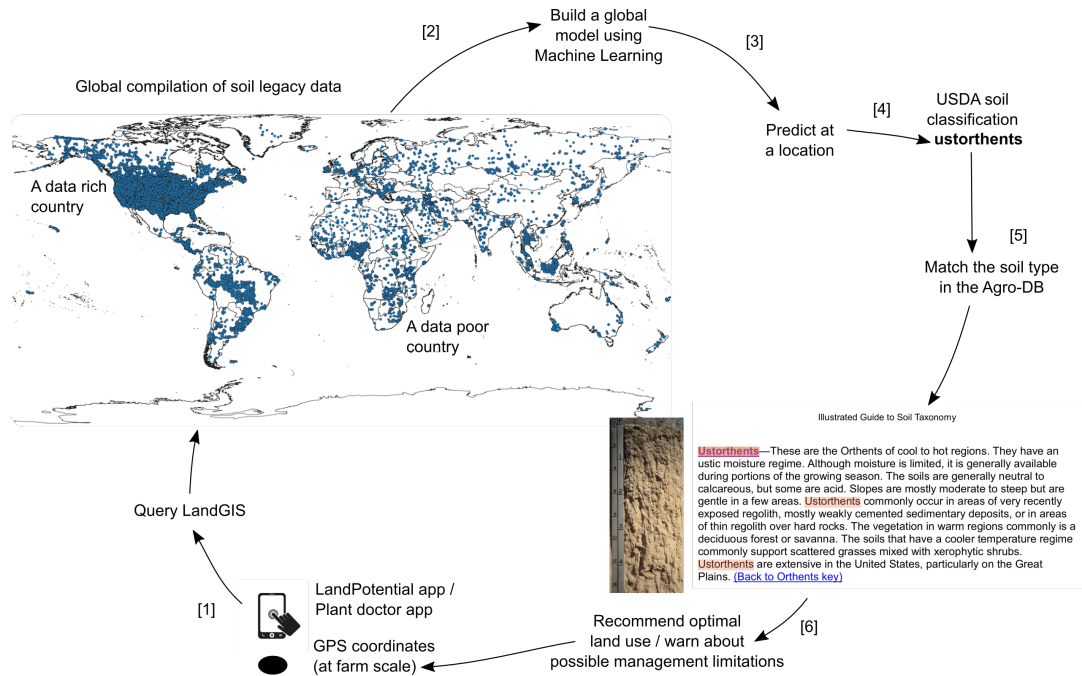 Build a global
model using
Machine Learning
[2]
[3]
Global compilation of soil legacy data
A data rich
country
A data poor
country
Predict at
a location
[4]
USDA soil
classification
ustorthents
[5]
Match the soil type
in the Agro-DB
Illustrated Guide to Soil Taxonomy
Ustorthents—These are the Orthents of cool to hot regions. They have an
ustic moisture regime. Although moisture is limited, it is generally available
during portions of the growing season. The soils are generally neutral to
calcareous, but some are acid. Slopes are mostly moderate to steep but are
gentle in a few areas. Ustorthents commonly occur in areas of very recently
exposed regolith, mostly weakly cemented sedimentary deposits, or in areas
of thin regolith over hard rocks. The vegetation in warm regions commonly is a
deciduous forest or savanna. The soils that have a cooler temperature regime
commonly support scattered grasses mixed with xerophytic shrubs.
Ustorthents are extensive in the United States, particularly on the Great
Plains. (Back to Orthents key)
[6]
Recommend optimal
land use / warn about
possible management limitations
Query LandGIS
[1]
LandPotential app /
Plant doctor app
GPS coordinates
(at farm scale)